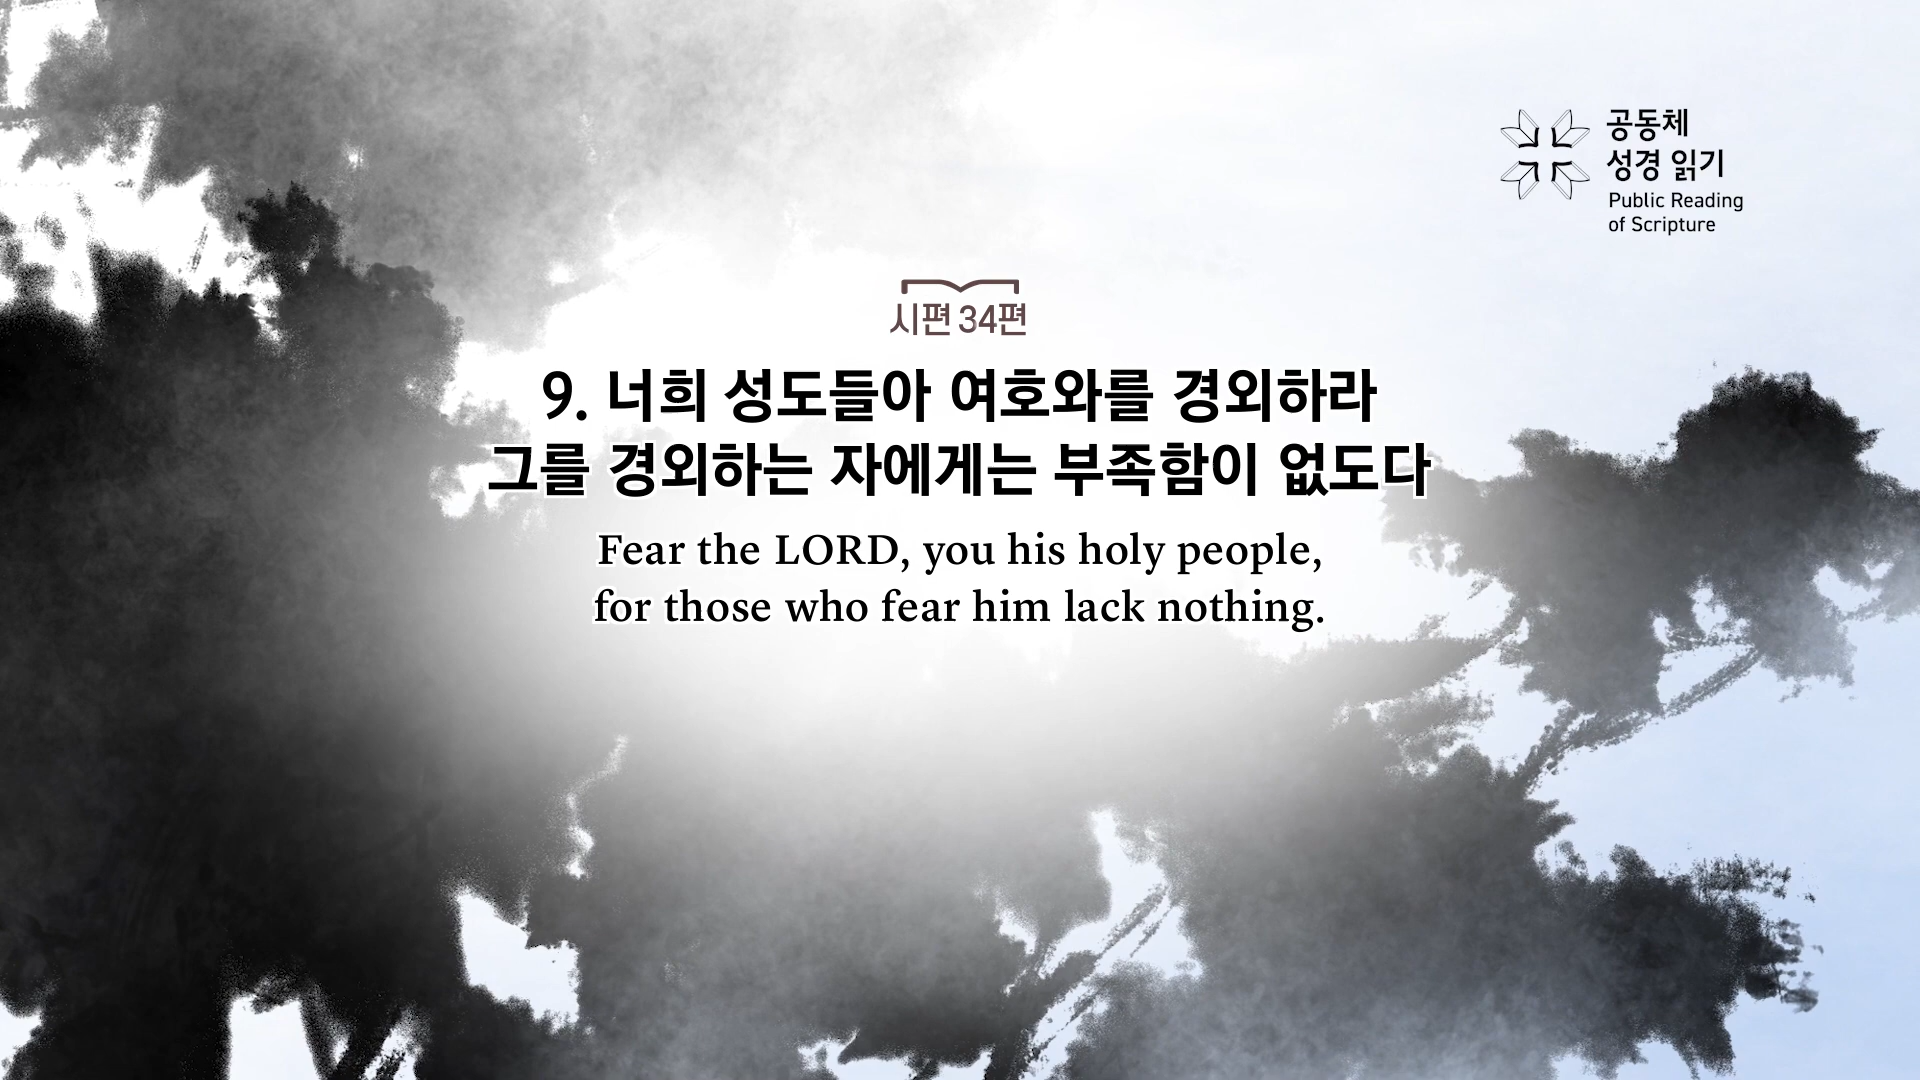 공동체
성경 읽기
Public Reading
of Scripture
시편 34편
9. 너희 성도들아 여호와를 경외하라
그를 경외하는 자에게는 부족함이 없도다
Fear the LORD, you his holy people,
for those who fear him lack nothing.